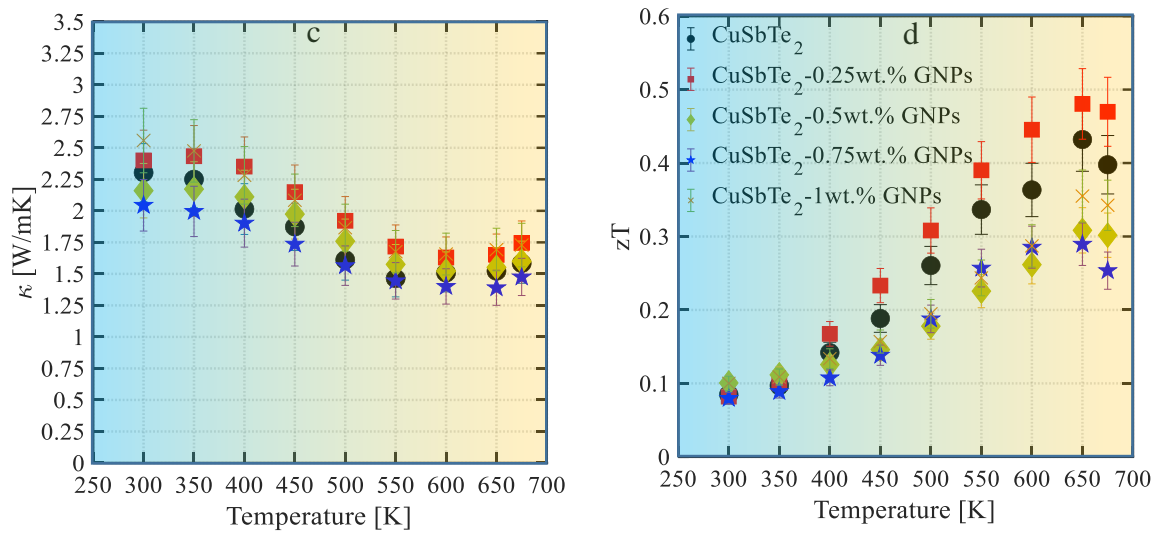 c
3.5
3.25
3
2.75
2.5
2.25
2
1.75
1.5
1.25
1
0.75
0.5
0.25
0
κ [W/mK]
250 300 350 400 450 500 550 600 650 700
Temperature [K]
d
CuSbTe2
CuSbTe2-0.25wt.% GNPs
CuSbTe2-0.5wt.% GNPs
CuSbTe2-0.75wt.% GNPs
CuSbTe2-1wt.% GNPs
0.6
0.5
0.4
0.3
0.2
0.1
0
zT
250 300 350 400 450 500 550 600 650 700
Temperature [K]